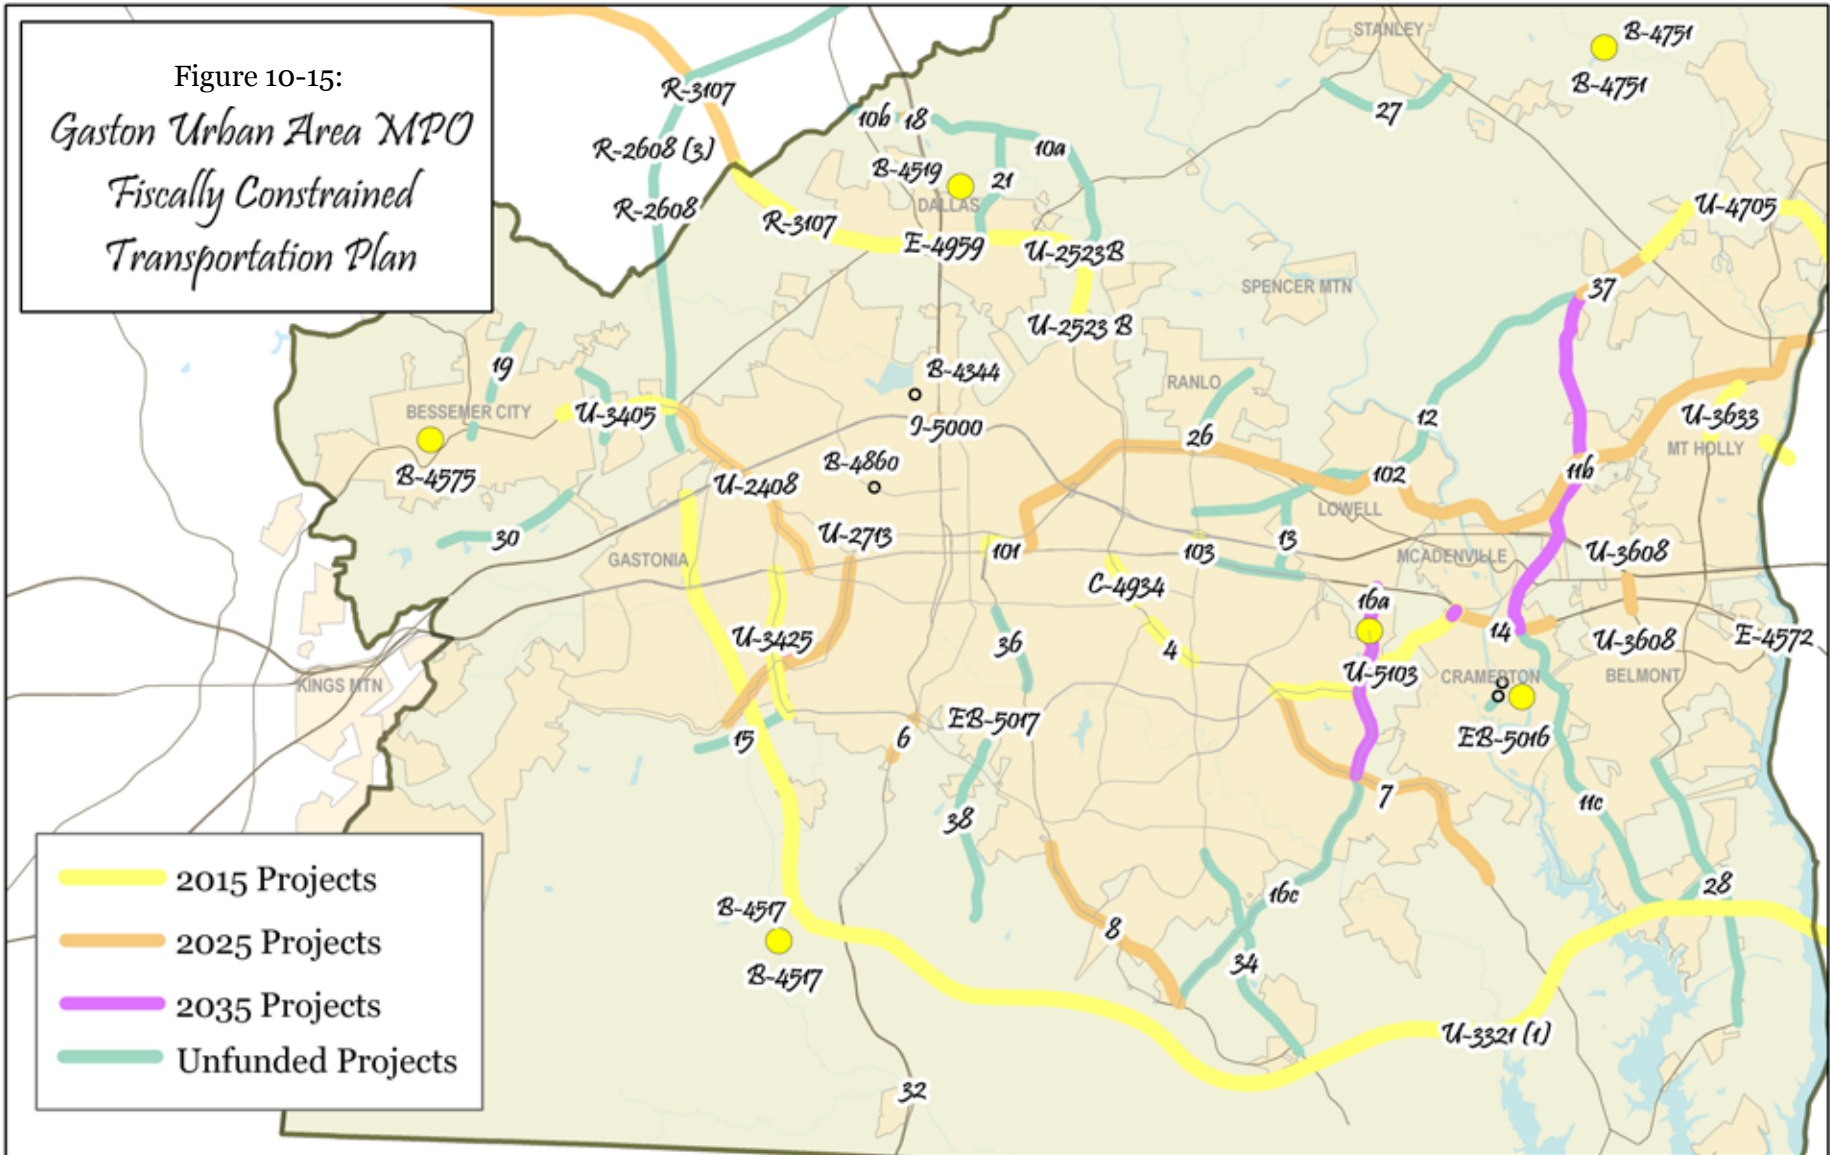 Figure 10-15:
Gaston Urban Area MPO
Fiscally Constrained
Transportation Plan
STANLEY
B-4751
B-4751
R-3107
27
10b
18
R-2608 (3)
10a
B-4519
21
DALLAS
R-2608
U-4705
R-3107
E-4959
U-2523B
SPENCER MTN
37
U-2523 B
19
B-4344
RANLO
BESSEMER CITY
U-3405
I-5000
12
U-3633
26
MT HOLLY
B-4860
B-4575
U-2408
102
11b
LOWELL
30
U-2713
13
GASTONIA
101
103
MCADENVILLE
U-3608
C-4934
16a
U-3425
36
4
14
U-3608
E-4572
U-5103
CRAMERTON
BELMONT
KINGS MTN
15
6
EB-5017
EB-5016
7
11c
38
2015 Projects
28
16c
B-4517
8
2025 Projects
34
B-4517
2035 Projects
U-3321 (1)
Unfunded Projects
32